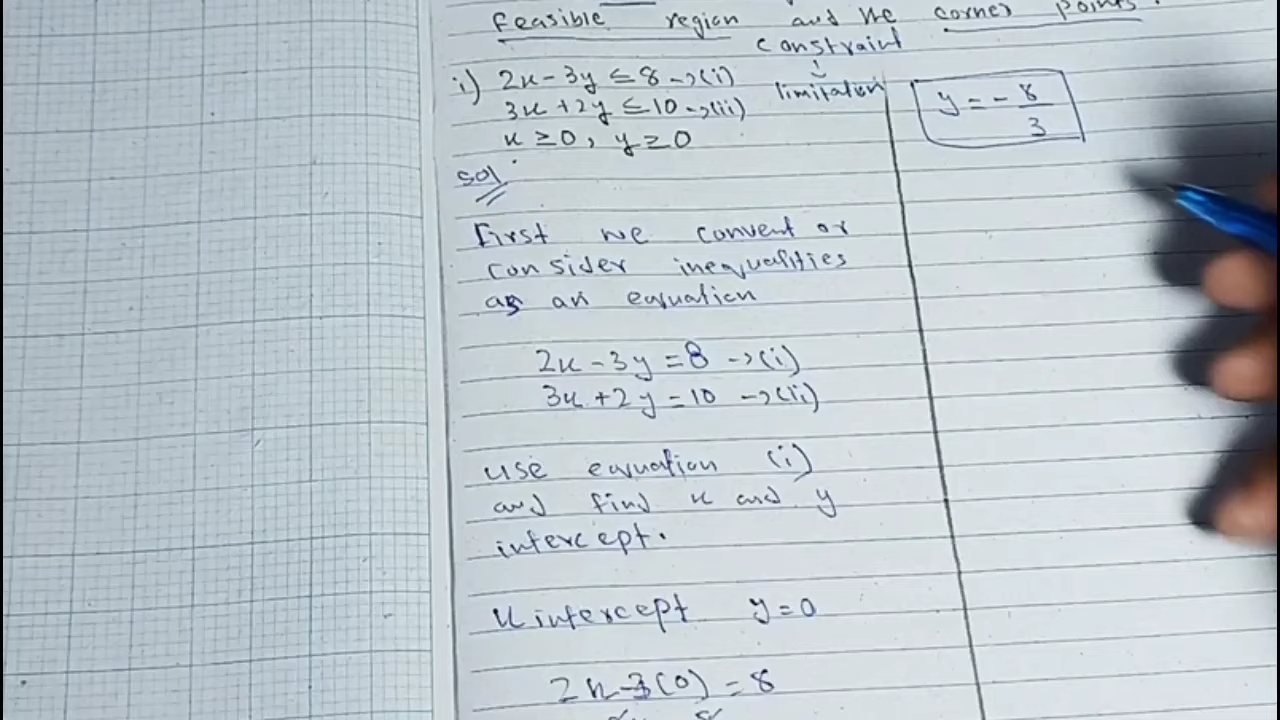 feasible region and the corner points.
constraint
i) 2x - 3y ≤ 8 → (i)
limitation
3x + 2y ≤ 10 → (ii)
x ≥ 0, y ≥ 0
y = - 8/3
Sol
First we convent or
consider inequalities
as an equation
2x - 3y = 8 → (i)
3x + 2y = 10 → (ii)
use equation (i)
and find x and y
intercept.
x intercept y = 0
2x - 3(0) = 8